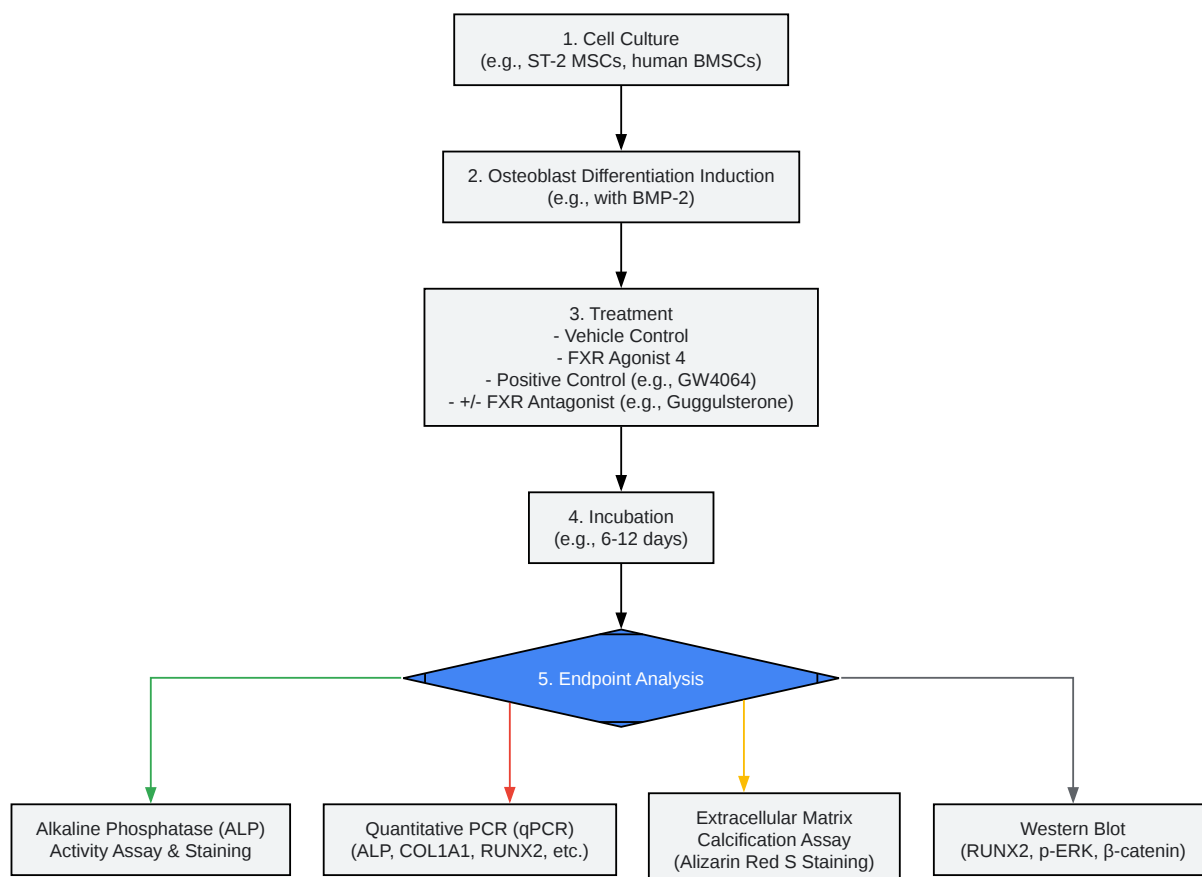 1. Cell Culture
(e.g., ST-2 MSCs, human BMSCs)
2. Osteoblast Differentiation Induction
(e.g., with BMP-2)
3. Treatment
- Vehicle Control
- FXR Agonist 4
- Positive Control (e.g., GW4064)
- +/- FXR Antagonist (e.g., Guggulsterone)
4. Incubation
(e.g., 6-12 days)
5. Endpoint Analysis
Alkaline Phosphatase (ALP)
Activity Assay & Staining
Quantitative PCR (qPCR)
(ALP, COL1A1, RUNX2, etc.)
Extracellular Matrix
Calcification Assay
(Alizarin Red S Staining)
Western Blot
(RUNX2, p-ERK, β-catenin)